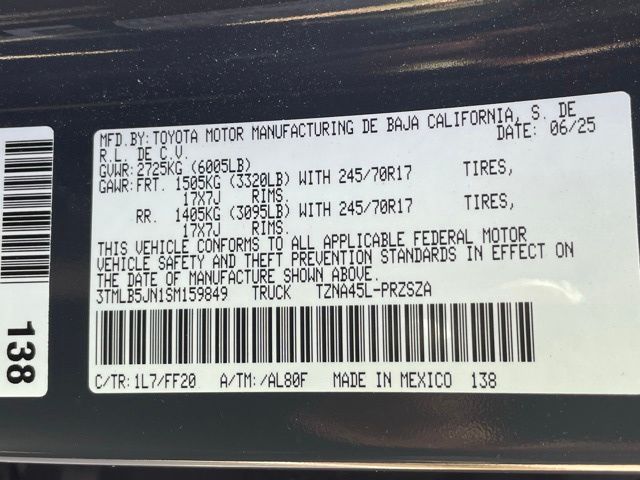 MFD.BY:TOYOTA MOTOR MANUFACTURING DE BAJA CALIFORNIA, S. DE
R.L. DE C.V. DATE: 06/25
GVWR:2725KG (6005LB)
GAWR:FRT. 1505KG (3320LB) WITH 245/70R17 TIRES,
17X7J RIMS.
RR. 1405KG (3095LB) WITH 245/70R17 TIRES,
17X7J RIMS.
THIS VEHICLE CONFORMS TO ALL APPLICABLE FEDERAL MOTOR
VEHICLE SAFETY AND THEFT PREVENTION STANDARDS IN EFFECT ON
THE DATE OF MANUFACTURE SHOWN ABOVE.
3TMLB5JN1SM159849 TRUCK TZNA45L-PRZSZA
C/TR:1L7/FF20 A/TM:/AL80F MADE IN MEXICO 138
138